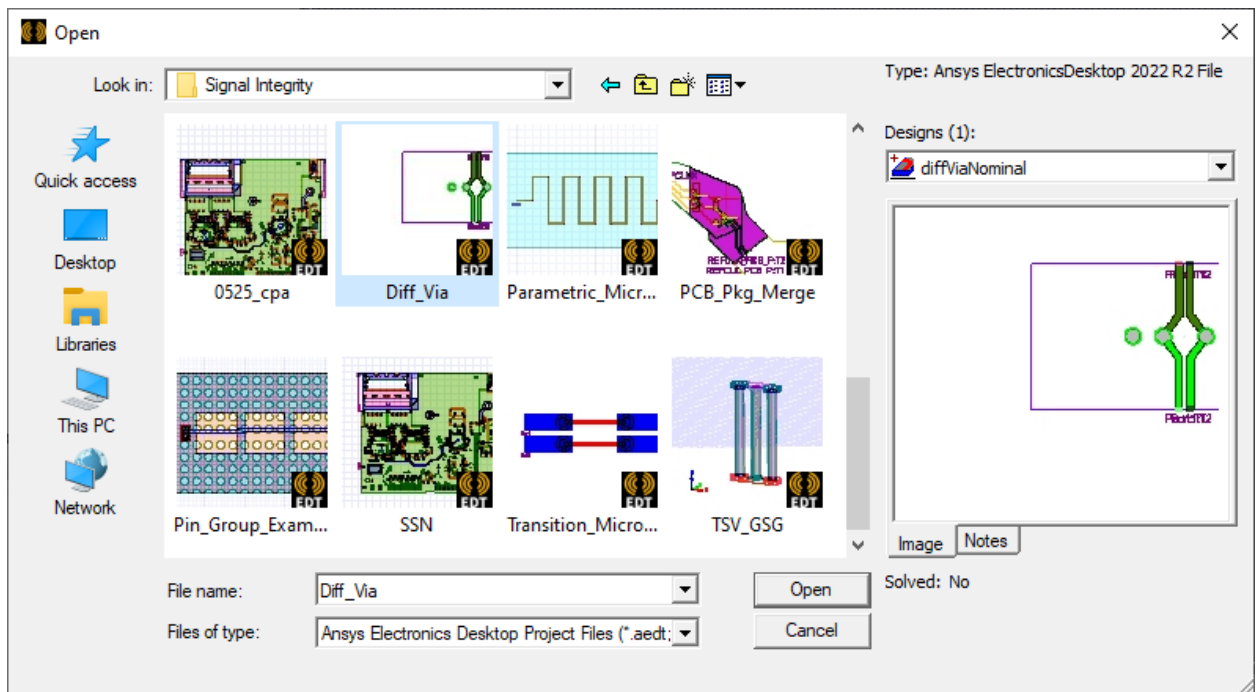 Open
Look in:
Signal Integrity
Type: Ansys ElectronicsDesktop 2022 R2 File
Quick access
Desktop
Libraries
This PC
Network
EDT
EDT
EDT
EDT
0525_cpa
Diff_Via
Parametric_Micr...
PCB_Pkg_Merge
EDT
EDT
EDT
EDT
Pin_Group_Exam...
SSN
Transition_Micro...
TSV_GSG
Designs (1):
diffViaNominal
Image
Notes
Solved: No
File name:
Diff_Via
Open
Files of type:
Ansys Electronics Desktop Project Files (*.aedt;
Cancel